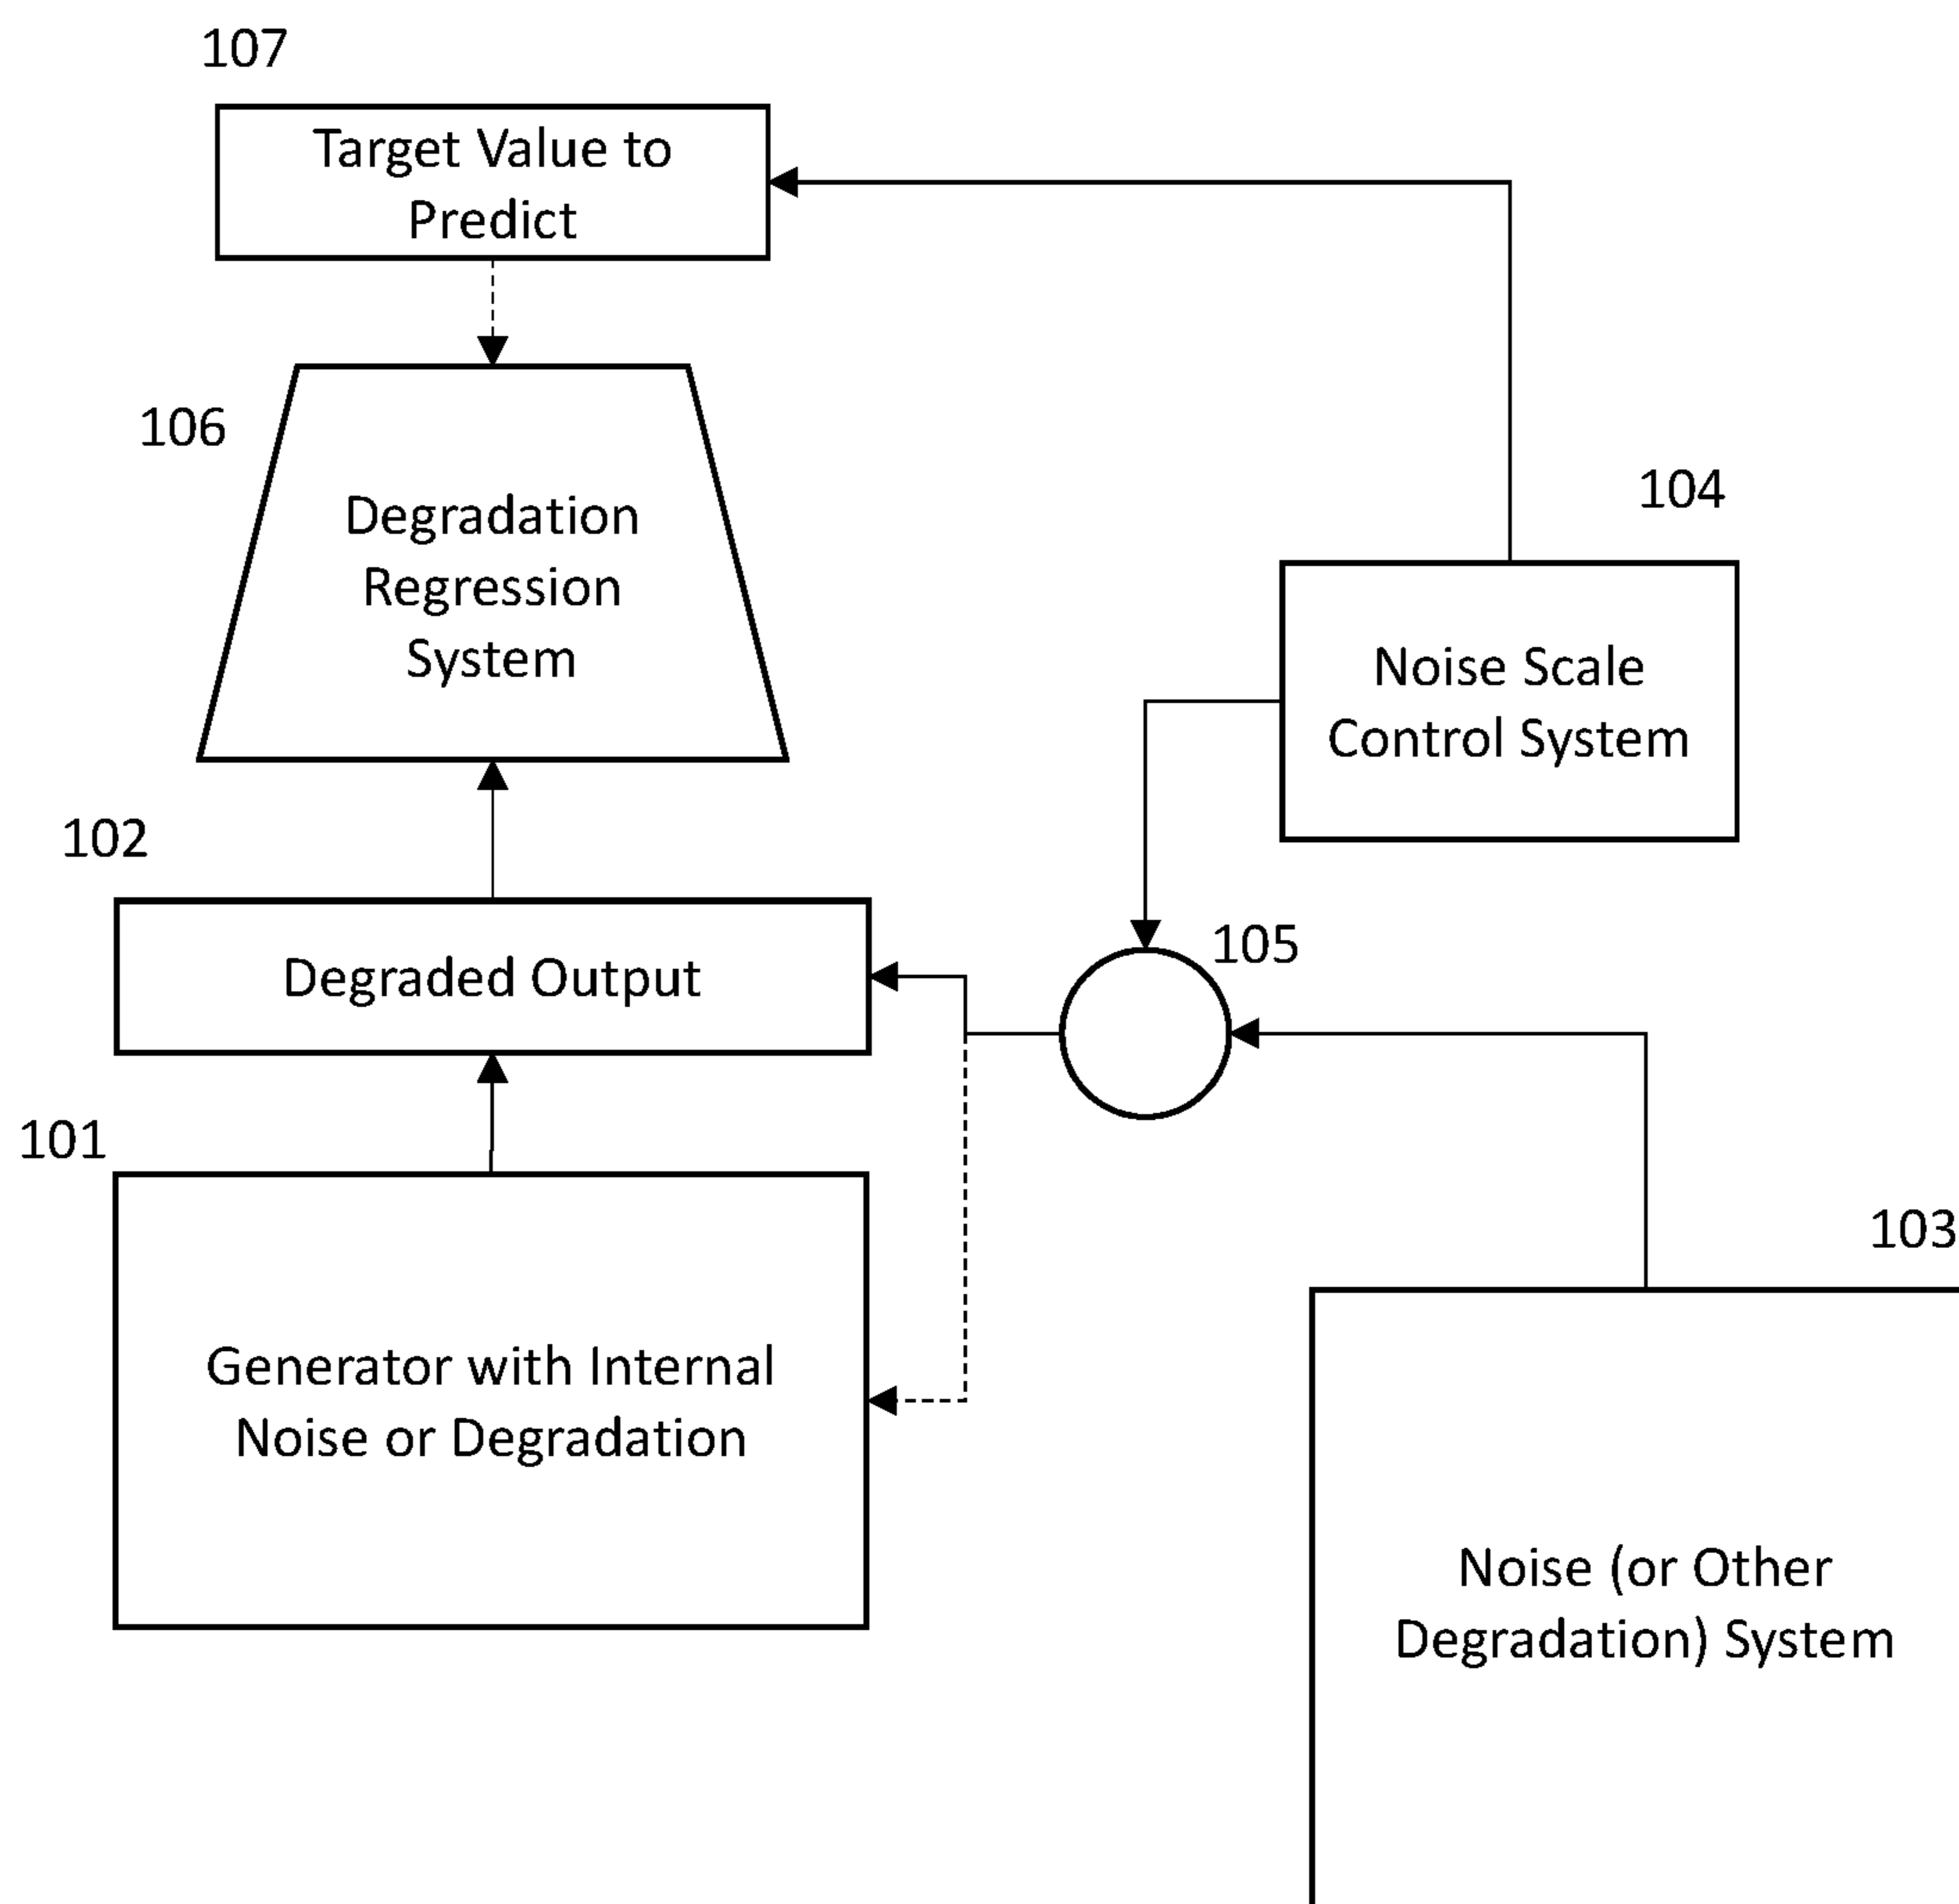 107
Target Value to
Predict
106
Degradation
Regression
System
104
Noise Scale
Control System
102
Degraded Output
105
101
Generator with Internal
Noise or Degradation
103
Noise (or Other
Degradation) System